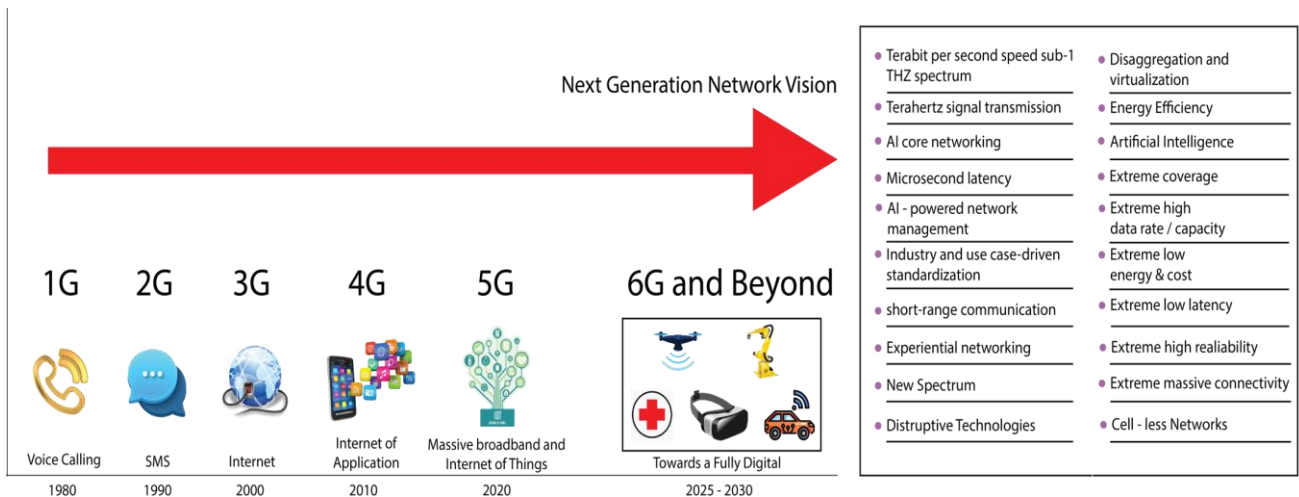 Next Generation Network Vision
1G
2G
3G
4G
5G
6G and Beyond
Voice Calling
SMS
Internet
Internet of
Application
Massive broadband and
Internet of Things
Towards a Fully Digital
1980
1990
2000
2010
2020
2025 - 2030
Terabit per second speed sub-1
THZ spectrum
Terahertz signal transmission
AI core networking
Microsecond latency
AI - powered network
management
Industry and use case-driven
standardization
short-range communication
Experiential networking
New Spectrum
Distruptive Technologies
Disaggregation and
virtualization
Energy Efficiency
Artificial Intelligence
Extreme coverage
Extreme high
data rate / capacity
Extreme low
energy & cost
Extreme low latency
Extreme high realiability
Extreme massive connectivity
Cell - less Networks